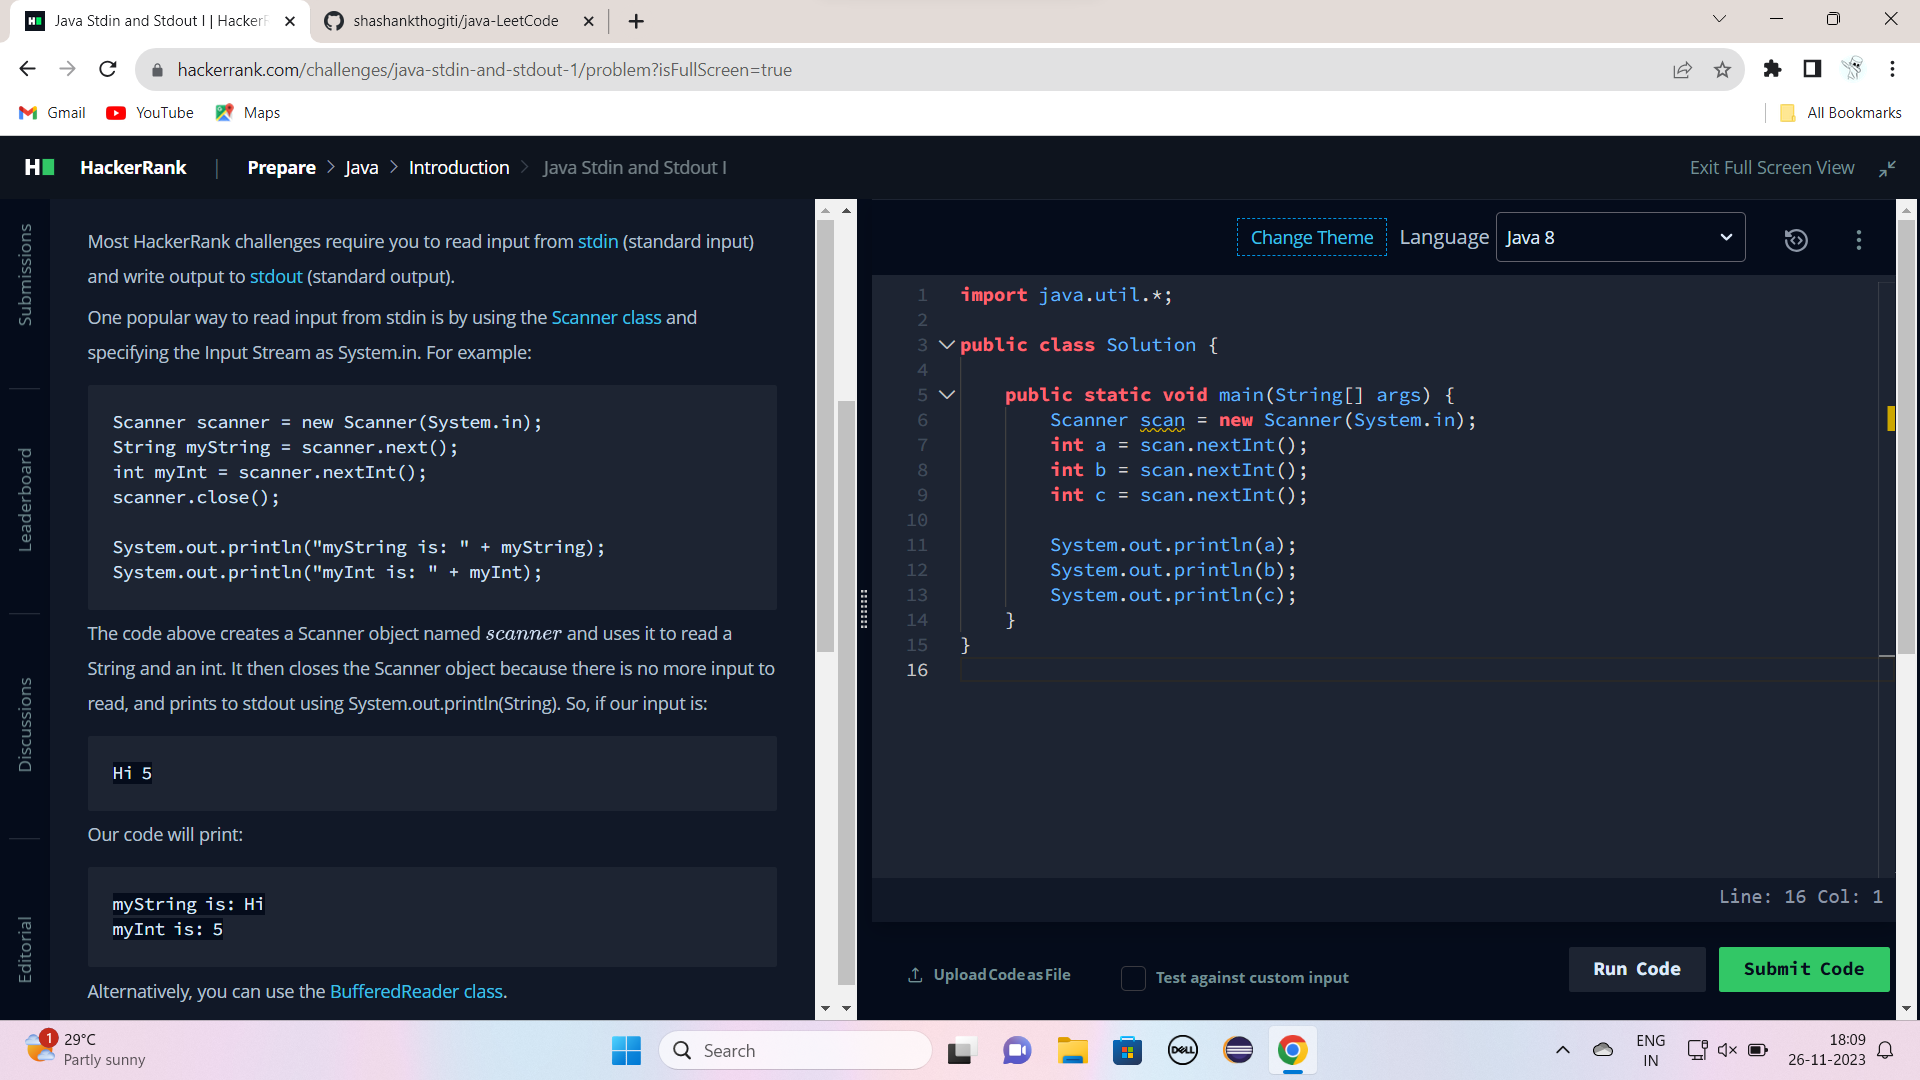 Java Stdin and Stdout I | HackerR
shashankthogiti/java-LeetCode
hackerrank.com/challenges/java-stdin-and-stdout-1/problem?isFullScreen=true
Gmail
YouTube
Maps
All Bookmarks
HackerRank
Prepare > Java > Introduction > Java Stdin and Stdout I
Exit Full Screen View
Submissions
Leaderboard
Discussions
Editorial
Most HackerRank challenges require you to read input from stdin (standard input)
and write output to stdout (standard output).
One popular way to read input from stdin is by using the Scanner class and
specifying the Input Stream as System.in. For example:
Scanner scanner = new Scanner(System.in);
String myString = scanner.next();
int myInt = scanner.nextInt();
scanner.close();
System.out.println("myString is: " + myString);
System.out.println("myInt is: " + myInt);
The code above creates a Scanner object named scanner and uses it to read a
String and an int. It then closes the Scanner object because there is no more input to
read, and prints to stdout using System.out.println(String). So, if our input is:
Hi 5
Our code will print:
myString is: Hi
myInt is: 5
Alternatively, you can use the BufferedReader class.
Change Theme
Language
Java 8
1 import java.util.*;
2
3 public class Solution {
4
5 public static void main(String[] args) {
6 Scanner scan = new Scanner(System.in);
7 int a = scan.nextInt();
8 int b = scan.nextInt();
9 int c = scan.nextInt();
10
11 System.out.println(a);
12 System.out.println(b);
13 System.out.println(c);
14 }
15 }
16
Line: 16 Col: 1
Upload Code as File
Test against custom input
Run Code
Submit Code
1
29°C
Partly sunny
Search
DELL
ENG
IN
18:09
26-11-2023